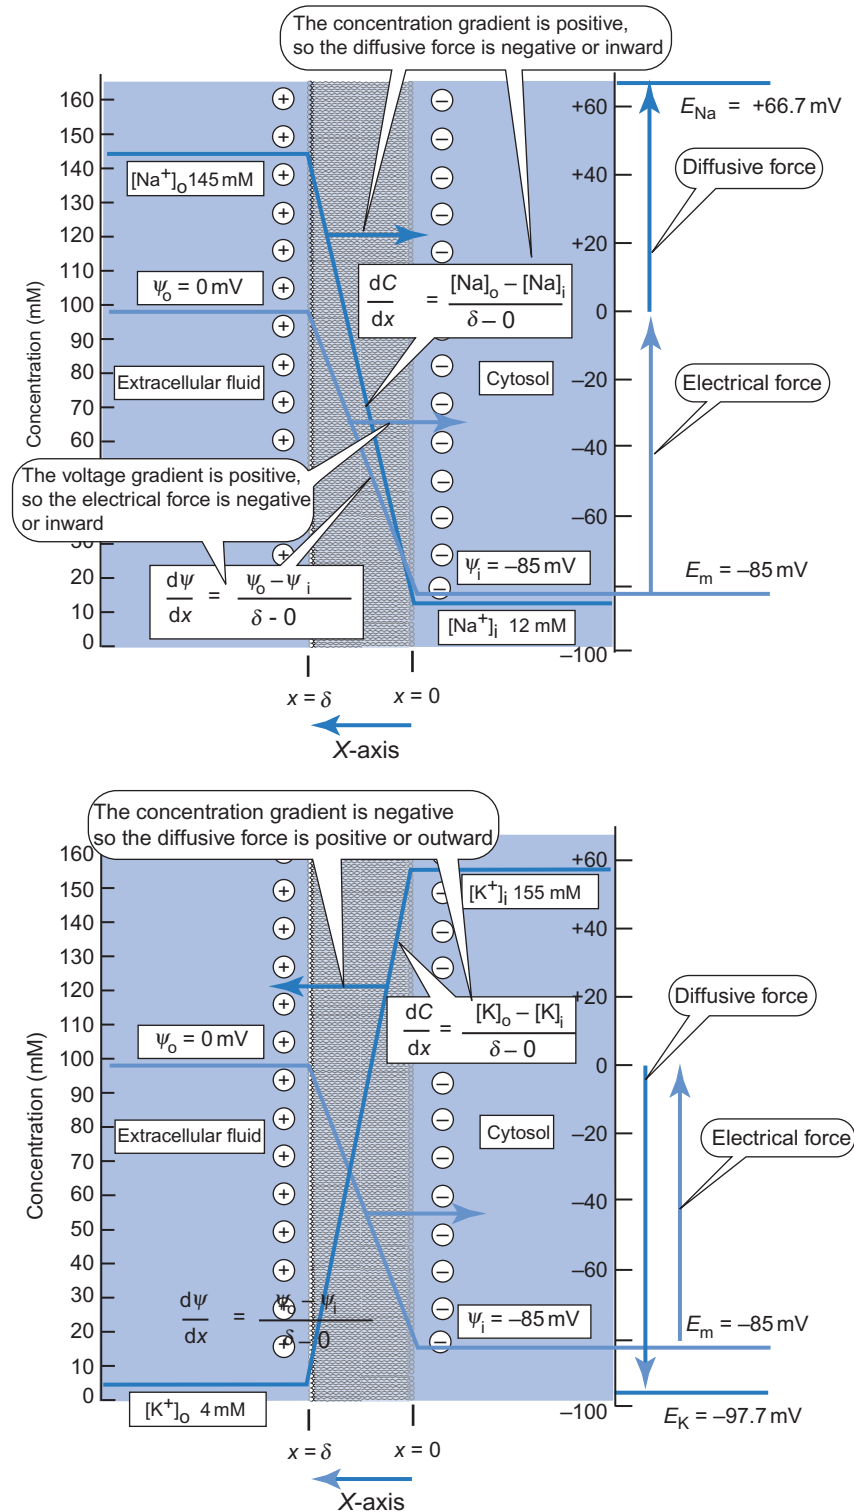 The concentration gradient is positive,
so the diffusive force is negative or inward
160
150
140
130
120
110
100
90
80
70
60
30
20
10
0
Concentration (mM)
[Na+]o 145 mM
ψo = 0 mV
Extracellular fluid
dC/dx = [Na]o – [Na]i / δ – 0
Cytosol
The voltage gradient is positive,
so the electrical force is negative
or inward
dψ/dx = ψo – ψi / δ - 0
ψi = –85 mV
[Na+]i 12 mM
+60
+40
+20
0
–20
–40
–60
–80
–100
ENa = +66.7 mV
Diffusive force
Electrical force
Em = –85 mV
x = δ
x = 0
X-axis
The concentration gradient is negative
so the diffusive force is positive or outward
160
150
140
130
120
110
100
90
80
70
60
50
40
30
20
10
0
Concentration (mM)
[K+]i 155 mM
dC/dx = [K]o – [K]i / δ – 0
ψo = 0 mV
Extracellular fluid
Cytosol
dψ/dx = ψo – ψi / δ – 0
ψi = –85 mV
[K+]o 4 mM
+60
+40
+20
0
–20
–40
–60
–80
–100
Diffusive force
Electrical force
Em = –85 mV
EK = –97.7 mV
x = δ
x = 0
X-axis